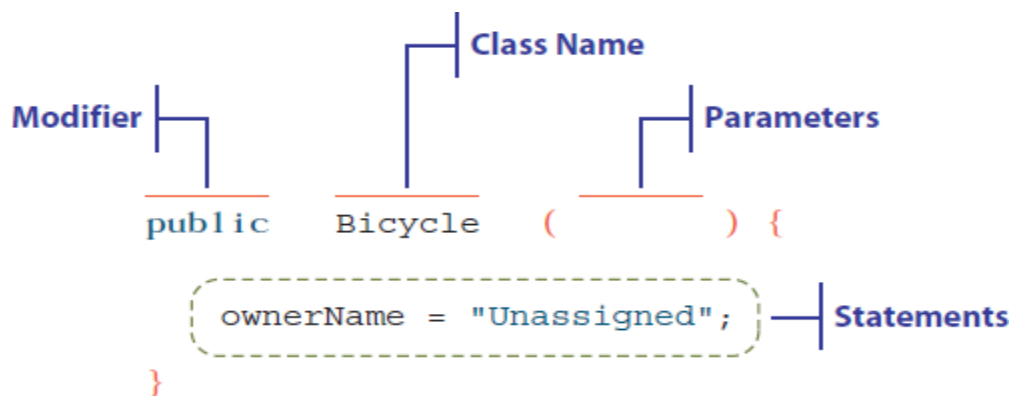 Class Name
Modifier
Parameters
public Bicycle ( ) {
ownerName = "Unassigned";
Statements
}